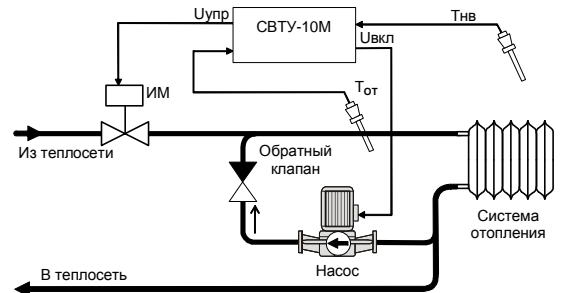 Uупр
СВТУ-10М
Tнв
Uвкл
ИМ
Tот
Из теплосети
Обратный
клапан
Система
отопления
В теплосеть
Насос